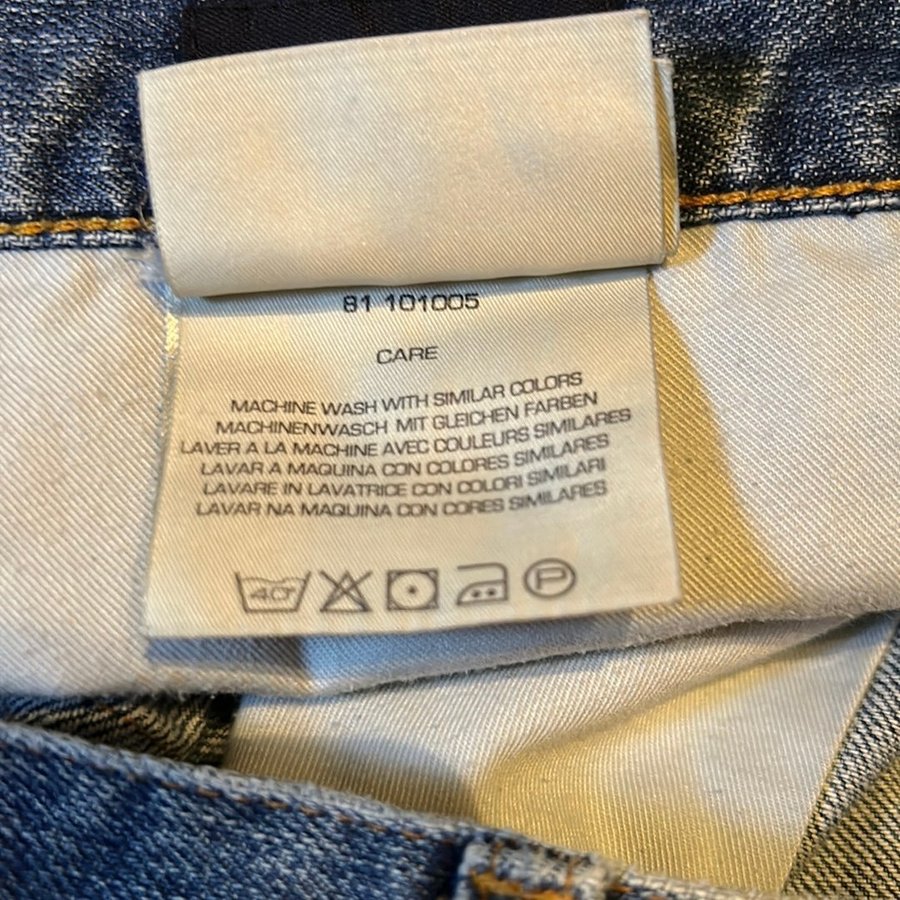 81 101005
CARE
MACHINE WASH WITH SIMILAR COLORS
MACHINENWASCH MIT GLEICHEN FARBEN
LAVER A LA MACHINE AVEC COULEURS SIMILARES
LAVAR A MAQUINA CON COLORES SIMILARES
LAVARE IN LAVATRICE CON COLORI SIMILARI
LAVAR NA MAQUINA CON CORES SIMILARES
40° P